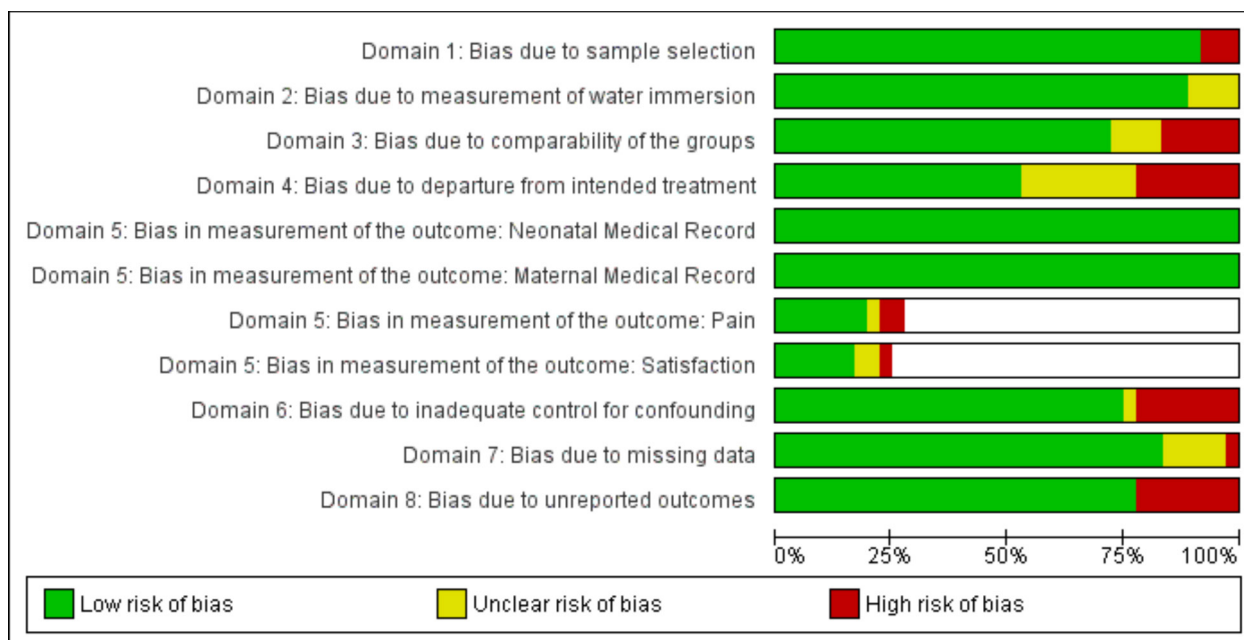 Domain 1: Bias due to sample selection
Domain 2: Bias due to measurement of water immersion
Domain 3: Bias due to comparability of the groups
Domain 4: Bias due to departure from intended treatment
Domain 5: Bias in measurement of the outcome: Neonatal Medical Record
Domain 5: Bias in measurement of the outcome: Maternal Medical Record
Domain 5: Bias in measurement of the outcome: Pain
Domain 5: Bias in measurement of the outcome: Satisfaction
Domain 6: Bias due to inadequate control for confounding
Domain 7: Bias due to missing data
Domain 8: Bias due to unreported outcomes
0% 25% 50% 75% 100%
Low risk of bias Unclear risk of bias High risk of bias